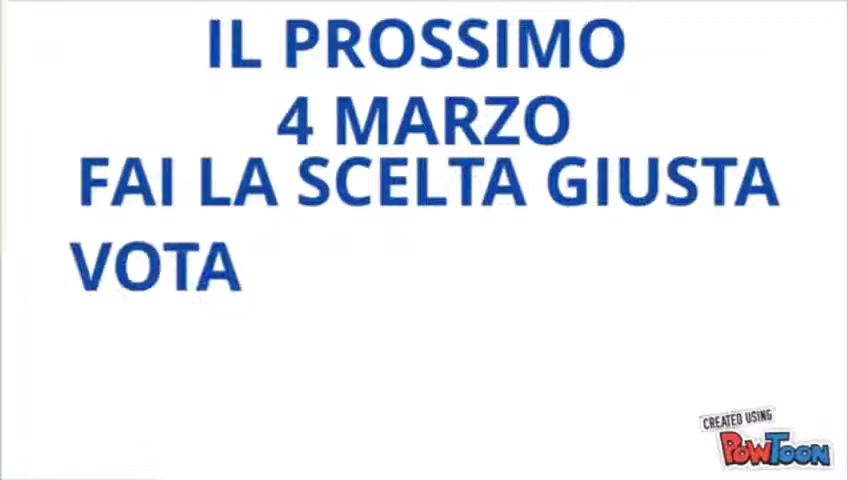 IL PROSSIMO
4 MARZO
FAI LA SCELTA GIUSTA
VOTA
CREATED USING
POWTOON